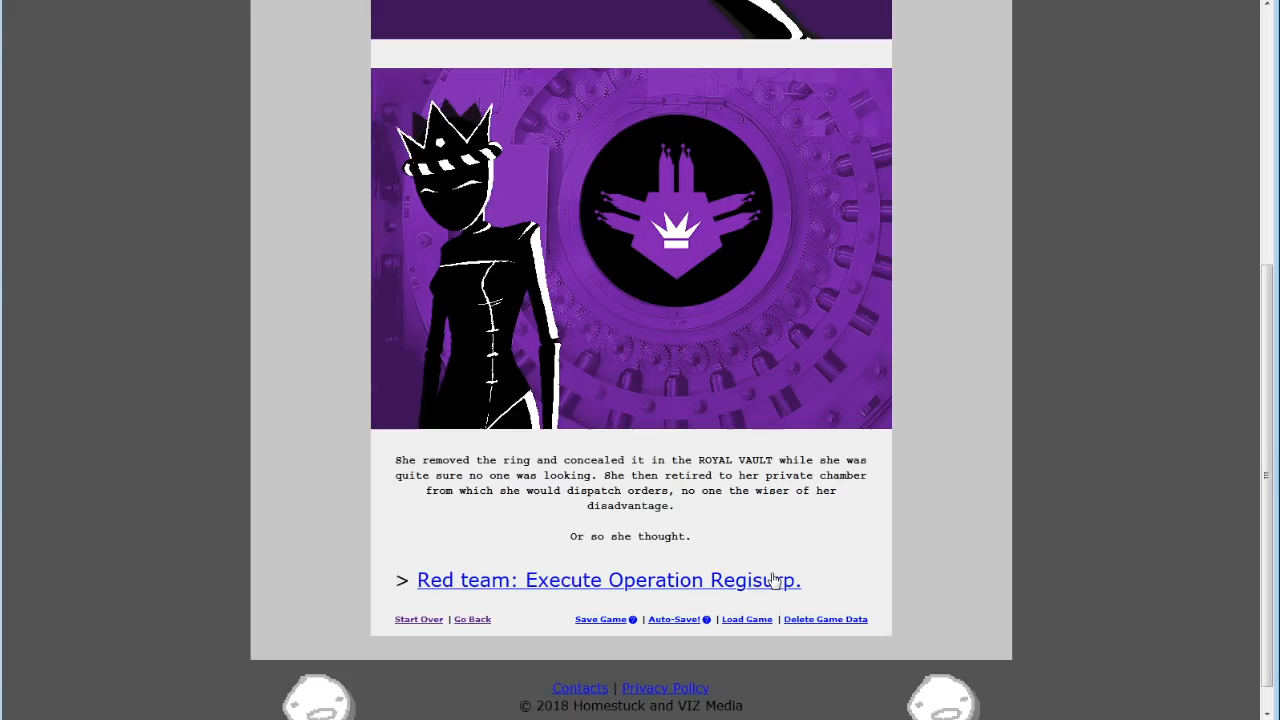 She removed the ring and concealed it in the ROYAL VAULT while she was
quite sure no one was looking. She then retired to her private chamber
from which she would dispatch orders, no one the wiser of her
disadvantage.
Or so she thought.
> Red team: Execute Operation Regisurp.
Start Over | Go Back Save Game ? | Auto-Save! ? | Load Game | Delete Game Data
Contacts | Privacy Policy
© 2018 Homestuck and VIZ Media